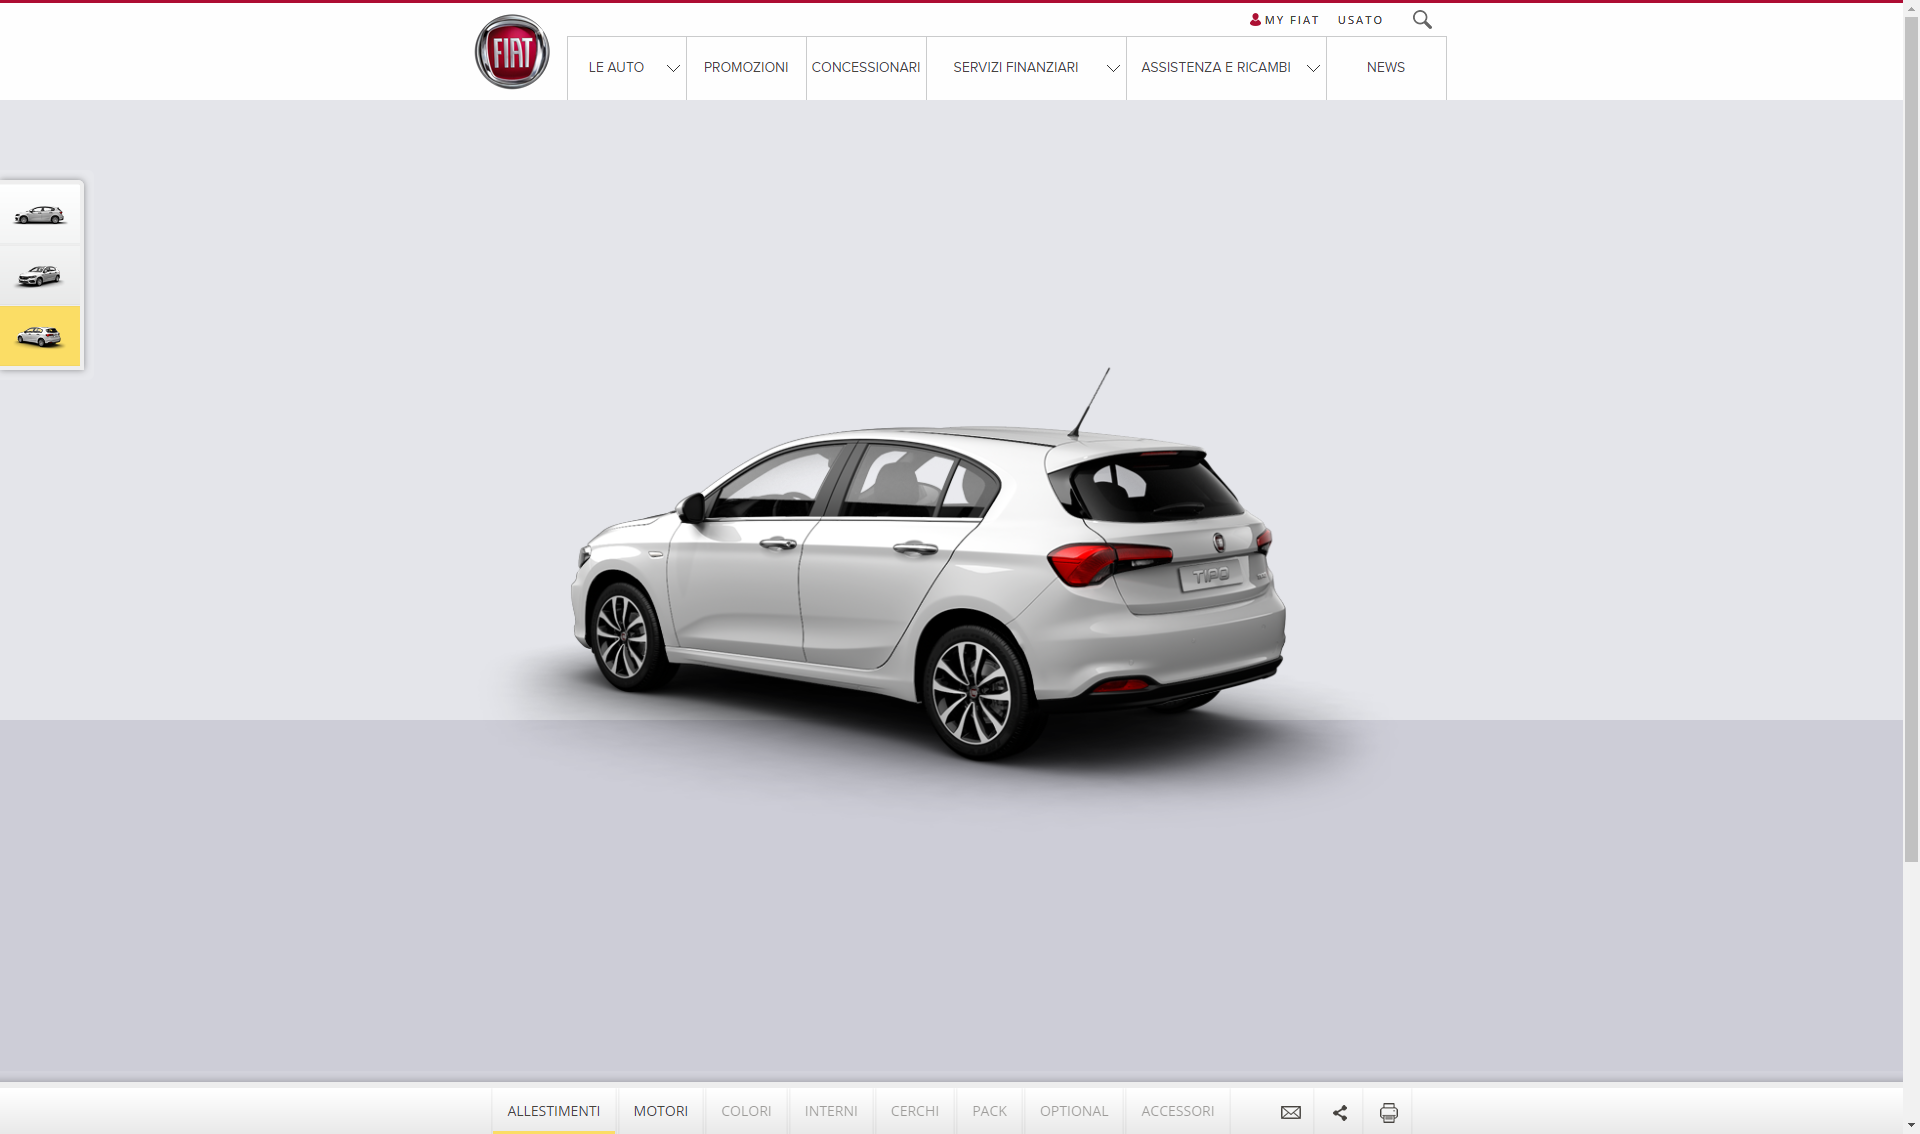 MY FIAT USATO
FIAT
LE AUTO PROMOZIONI CONCESSIONARI SERVIZI FINANZIARI ASSISTENZA E RICAMBI NEWS
TIPO
ALLESTIMENTI MOTORI COLORI INTERNI CERCHI PACK OPTIONAL ACCESSORI